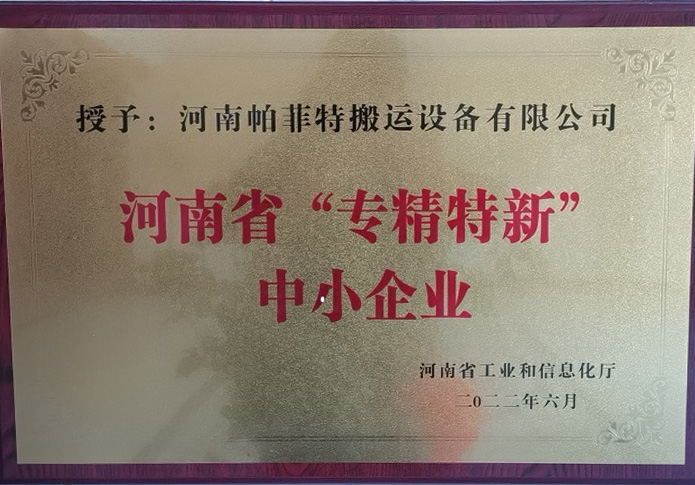 授予：河南帕菲特搬运设备有限公司
河南省“专精特新”
中小企业
河南省工业和信息化厅
二0二二年六月